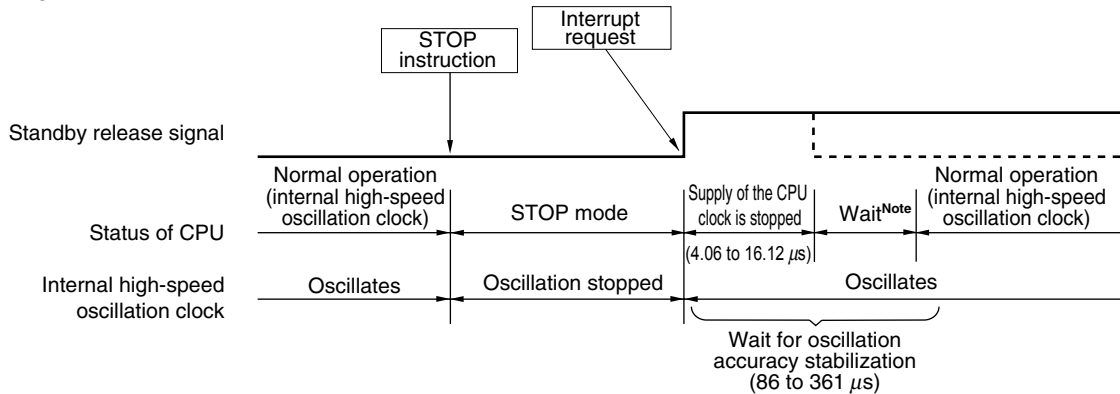 Interrupt
request
STOP
instruction
Standby release signal
Normal operation
(internal high-speed
oscillation clock)
STOP mode
Supply of the CPU
clock is stopped
(4.06 to 16.12 μs)
WaitNote
Normal operation
(internal high-speed
oscillation clock)
Status of CPU
Internal high-speed
oscillation clock
Oscillates
Oscillation stopped
Oscillates
Wait for oscillation
accuracy stabilization
(86 to 361 μs)